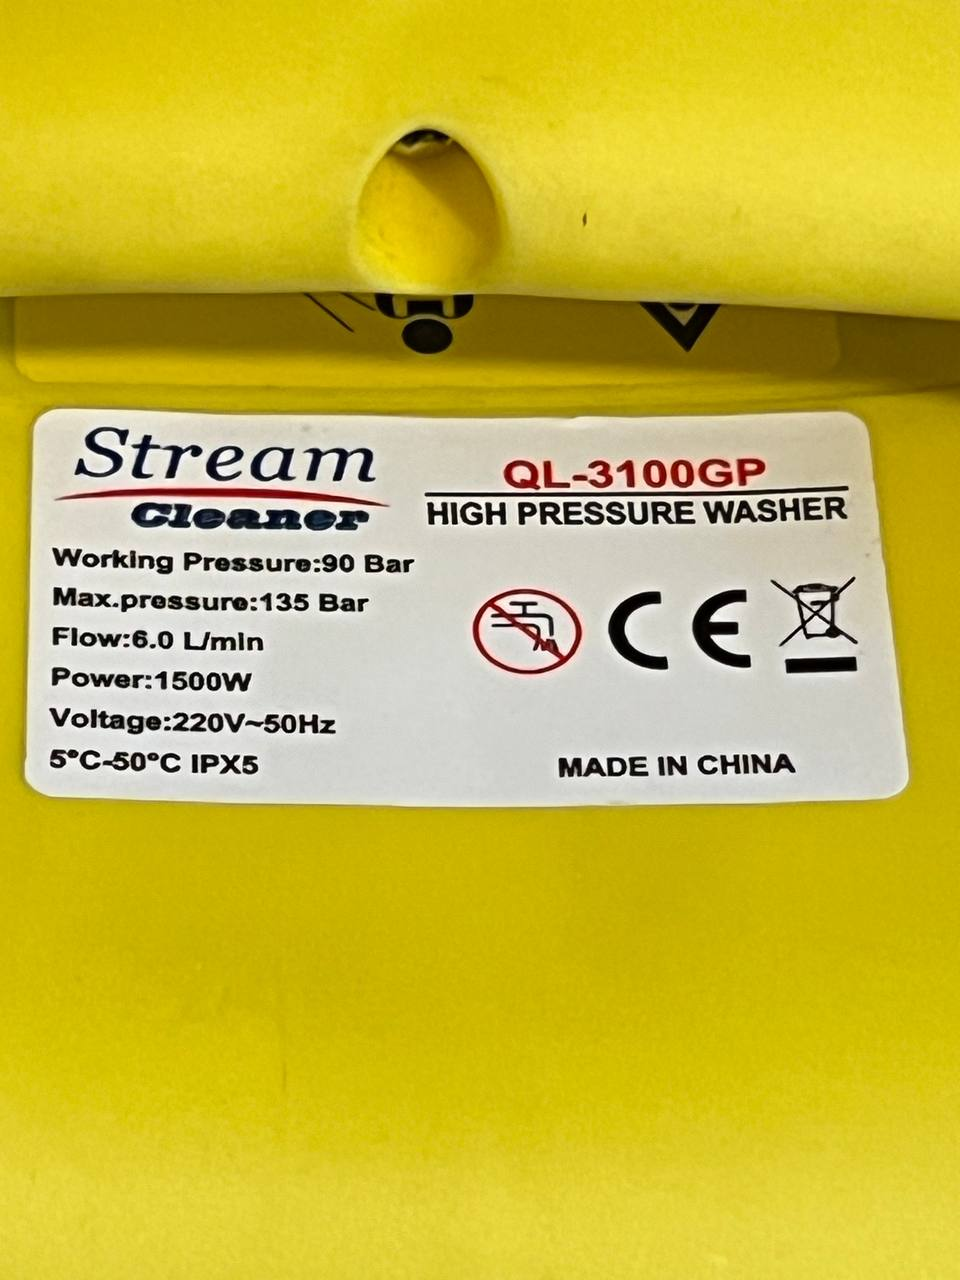 Stream
Cleaner
QL-3100GP
HIGH PRESSURE WASHER
Working Pressure:90 Bar
Max.pressure:135 Bar
Flow:6.0 L/min
Power:1500W
Voltage:220V~50Hz
5°C-50°C IPX5
CE
MADE IN CHINA